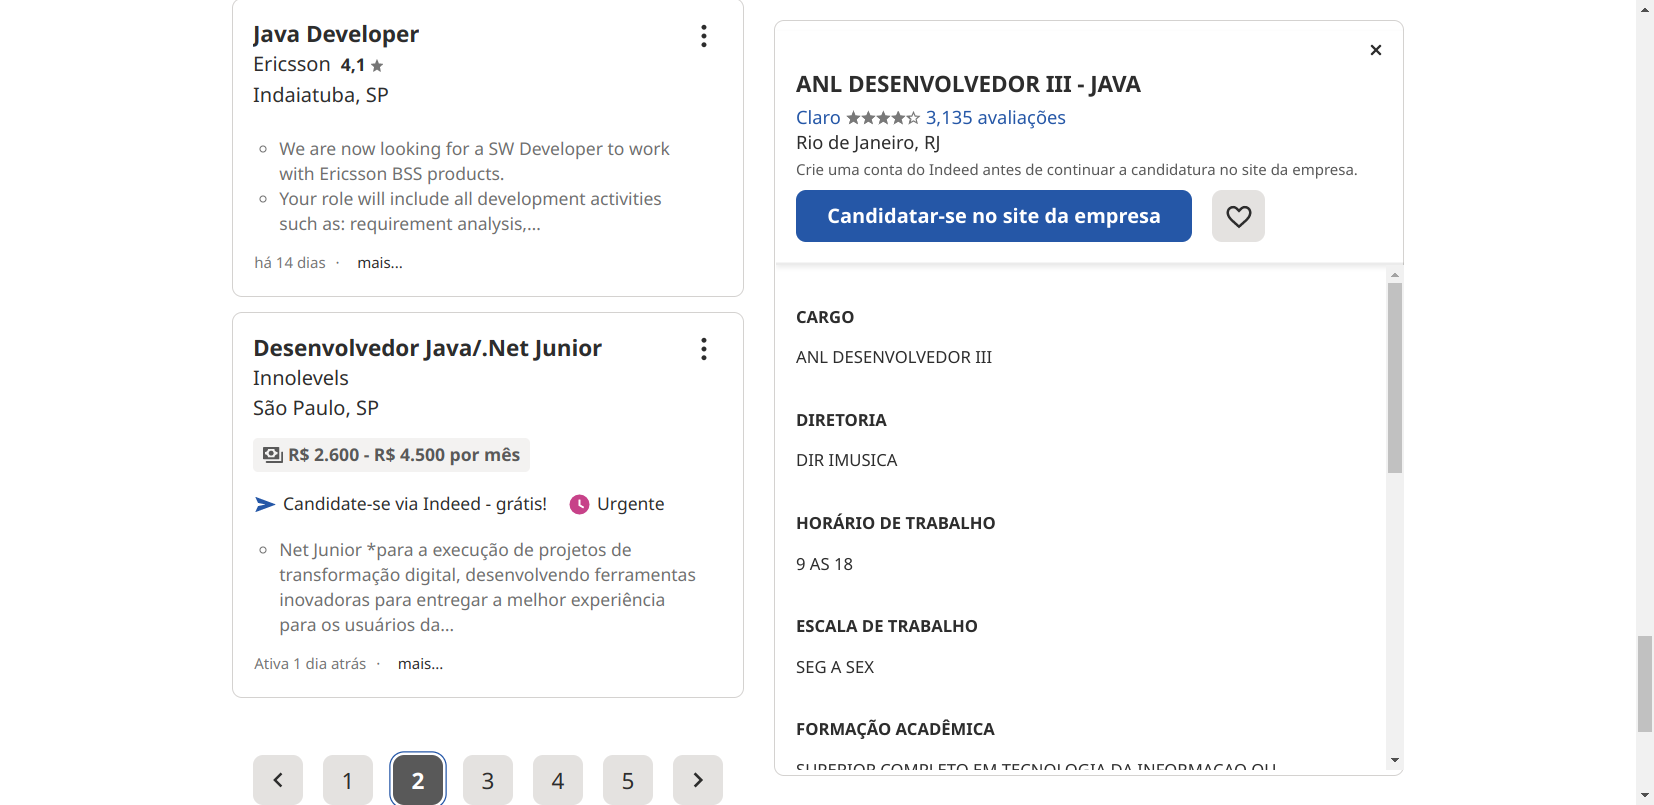 Java Developer
Ericsson 4,1
Indaiatuba, SP
We are now looking for a SW Developer to work
with Ericsson BSS products.
Your role will include all development activities
such as: requirement analysis,...
há 14 dias · mais...
Desenvolvedor Java/.Net Junior
Innolevels
São Paulo, SP
R$ 2.600 - R$ 4.500 por mês
Candidate-se via Indeed - grátis! Urgente
Net Junior *para a execução de projetos de
transformação digital, desenvolvendo ferramentas
inovadoras para entregar a melhor experiência
para os usuários da...
Ativa 1 dia atrás · mais...
1 2 3 4 5
ANL DESENVOLVEDOR III - JAVA
Claro 3,135 avaliações
Rio de Janeiro, RJ
Crie uma conta do Indeed antes de continuar a candidatura no site da empresa.
Candidatar-se no site da empresa
CARGO
ANL DESENVOLVEDOR III
DIRETORIA
DIR IMUSICA
HORÁRIO DE TRABALHO
9 AS 18
ESCALA DE TRABALHO
SEG A SEX
FORMAÇÃO ACADÊMICA
SUPERIOR COMPLETO EM TECNOLOGIA DA INFORMACAO OU